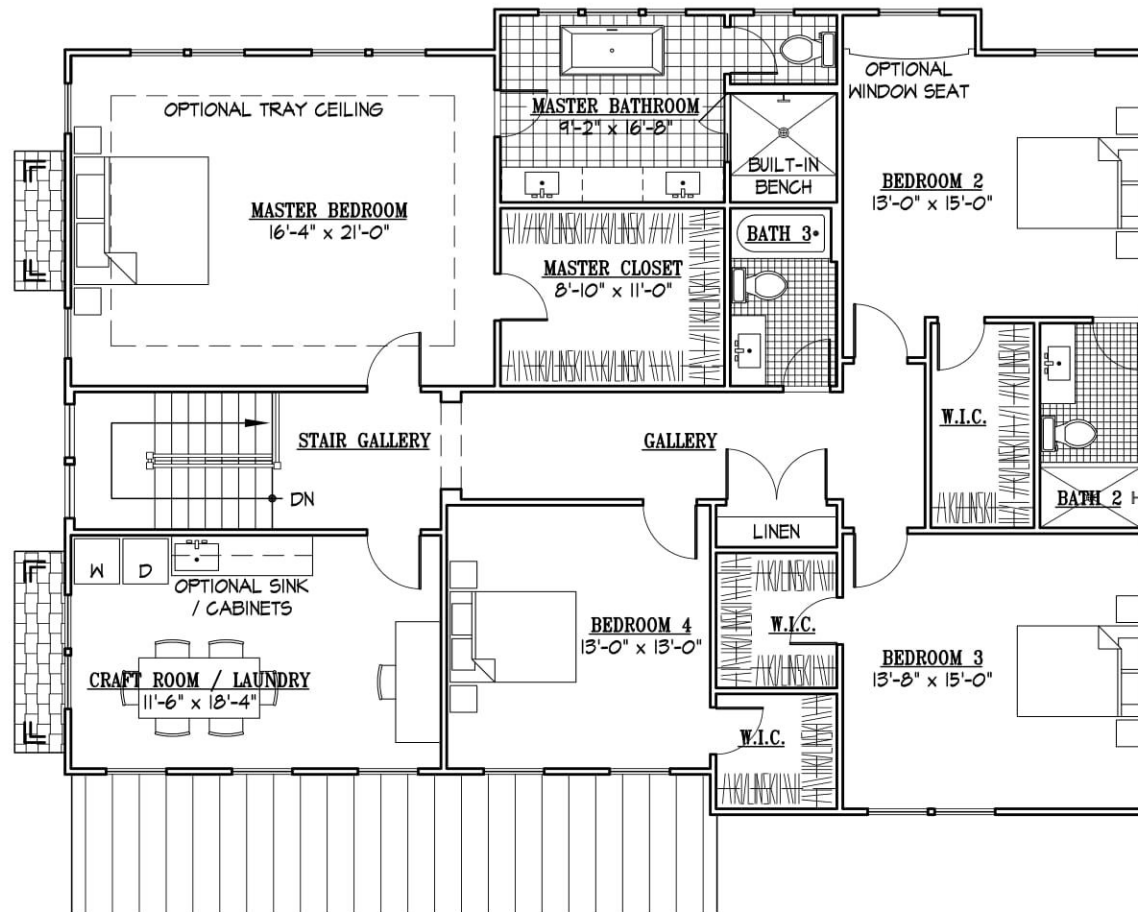 OPTIONAL TRAY CEILING
MASTER BEDROOM
16'-4" x 21'-0"
MASTER BATHROOM
9'-2" x 16'-8"
BUILT-IN
BENCH
OPTIONAL
WINDOW SEAT
BEDROOM 2
13'-0" x 15'-0"
MASTER CLOSET
8'-10" x 11'-0"
BATH 3
STAIR GALLERY
DN
GALLERY
LINEN
W.I.C.
BATH 2
W
D
OPTIONAL SINK
/ CABINETS
CRAFT ROOM / LAUNDRY
11'-6" x 18'-4"
BEDROOM 4
13'-0" x 13'-0"
W.I.C.
W.I.C.
BEDROOM 3
13'-8" x 15'-0"